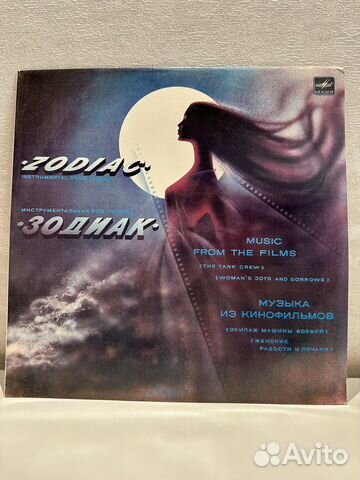 МЕЛОДИЯ
·ZODIAC·
INSTRUMENTAL ROCK-GROUP
ИНСТРУМЕНТАЛЬНАЯ РОК-ГРУППА
·ЗОДИАК·
MUSIC
FROM THE FILMS
(THE TANK CREW)
(WOMAN'S JOYS AND SORROWS)
МУЗЫКА
ИЗ КИНОФИЛЬМОВ
(ЭКИПАЖ МАШИНЫ БОЕВОЙ)
(ЖЕНСКИЕ
РАДОСТИ И ПЕЧАЛИ)
Avito